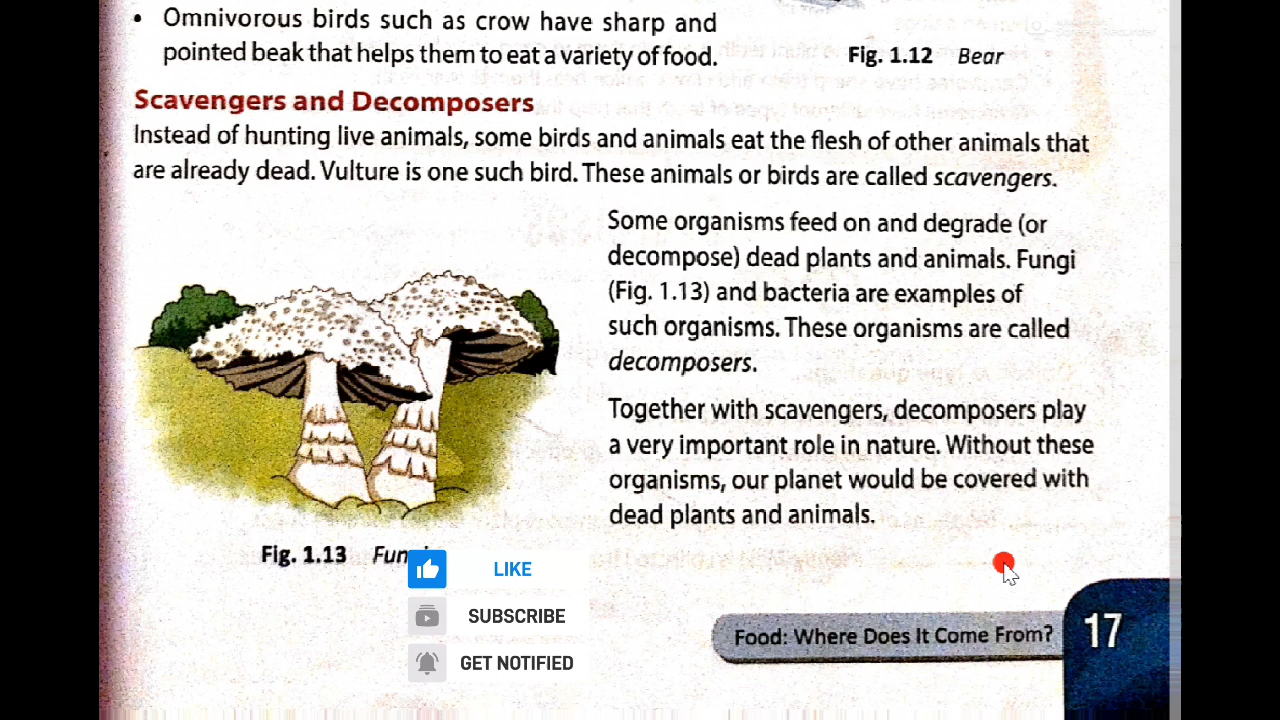 • Omnivorous birds such as crow have sharp and
pointed beak that helps them to eat a variety of food.
Fig. 1.12 Bear
Scavengers and Decomposers
Instead of hunting live animals, some birds and animals eat the flesh of other animals that
are already dead. Vulture is one such bird. These animals or birds are called scavengers.
Some organisms feed on and degrade (or
decompose) dead plants and animals. Fungi
(Fig. 1.13) and bacteria are examples of
such organisms. These organisms are called
decomposers.
Together with scavengers, decomposers play
a very important role in nature. Without these
organisms, our planet would be covered with
dead plants and animals.
Fig. 1.13
LIKE
SUBSCRIBE
GET NOTIFIED
Food: Where Does It Come From?
17